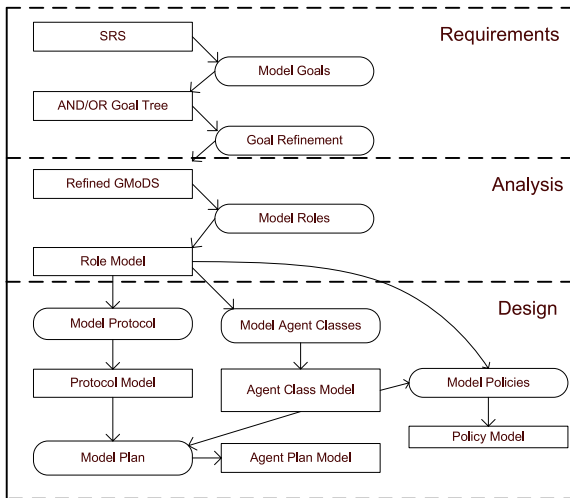 SRS
Requirements
Model Goals
AND/OR Goal Tree
Goal Refinement
Refined GMoDS
Analysis
Model Roles
Role Model
Design
Model Protocol
Model Agent Classes
Protocol Model
Agent Class Model
Model Policies
Policy Model
Model Plan
Agent Plan Model